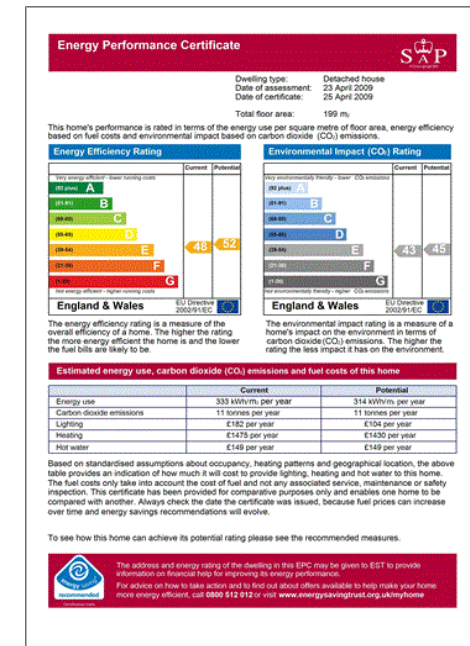 Energy Performance Certificate
SAP
Dwelling type: Detached house
Date of assessment: 23 April 2009
Date of certificate: 25 April 2009
Total floor area: 199 m₂
This home's performance is rated in terms of the energy use per square metre of floor area, energy efficiency
based on fuel costs and environmental impact based on carbon dioxide (CO₂) emissions.
Energy Efficiency Rating
Current Potential
Very energy efficient - lower running costs
(92 plus) A
(81-91) B
(69-80) C
(55-68) D
(39-54) E
(21-38) F
(1-20) G
48
52
Not energy efficient - higher running costs
England & Wales
EU Directive
2002/91/EC
Environmental Impact (CO₂) Rating
Current Potential
Very environmentally friendly - lower CO₂ emissions
(92 plus) A
(81-91) B
(69-80) C
(55-68) D
(39-54) E
(21-38) F
(1-20) G
43
45
Not environmentally friendly - higher CO₂ emissions
England & Wales
EU Directive
2002/91/EC
The energy efficiency rating is a measure of the
overall efficiency of a home. The higher the rating
the more energy efficient the home is and the lower
the fuel bills are likely to be.
The environmental impact rating is a measure of a
home's impact on the environment in terms of
carbon dioxide (CO₂) emissions. The higher the
rating the less impact it has on the environment.
Estimated energy use, carbon dioxide (CO₂) emissions and fuel costs of this home
Current Potential
Energy use 333 kWh/m₂ per year 314 kWh/m₂ per year
Carbon dioxide emissions 11 tonnes per year 11 tonnes per year
Lighting £182 per year £104 per year
Heating £1475 per year £1430 per year
Hot water £149 per year £149 per year
Based on standardised assumptions about occupancy, heating patterns and geographical location, the above
table provides an indication of how much it will cost to provide lighting, heating and hot water to this home.
The fuel costs only take into account the cost of fuel and not any associated service, maintenance or safety
inspection. This certificate has been provided for comparative purposes only and enables one home to be
compared with another. Always check the date the certificate was issued, because fuel prices can increase
over time and energy savings recommendations will evolve.
To see how this home can achieve its potential rating please see the recommended measures.
energy saving
recommended
Certification mark
The address and energy rating of the dwelling in this EPC may be given to EST to provide
information on financial help for improving its energy performance.
For advice on how to take action and to find out about offers available to help make your home
more energy efficient, call 0800 512 012 or visit www.energysavingtrust.org.uk/myhome